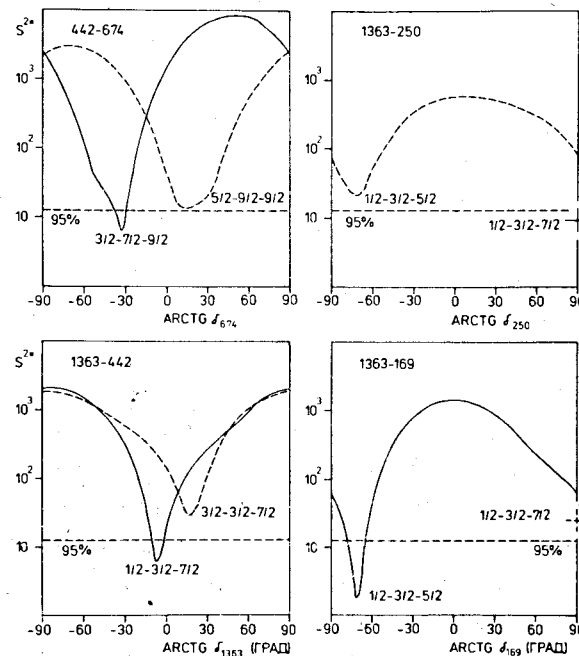 S²*
442-674
10³
10²
10
95%
3/2-7/2-9/2
5/2-9/2-9/2
-90 -60 -30 0 30 60 90
ARCTG δ₆₇₄
1363-250
10³
10²
10
1/2-3/2-5/2
95%
1/2-3/2-7/2
-90 -60 -30 0 30 60 90
ARCTG δ₂₅₀
S²*
1363-442
10³
10²
10
95%
3/2-3/2-7/2
1/2-3/2-7/2
-90 -60 -30 0 30 60 90
ARCTG δ₁₃₆₃ (ГРАД)
1363-169
10³
10²
10
1/2-3/2-7/2
95%
1/2-3/2-5/2
-90 -60 -30 0 30 60 90
ARCTG δ₁₆₉ (ГРАД)